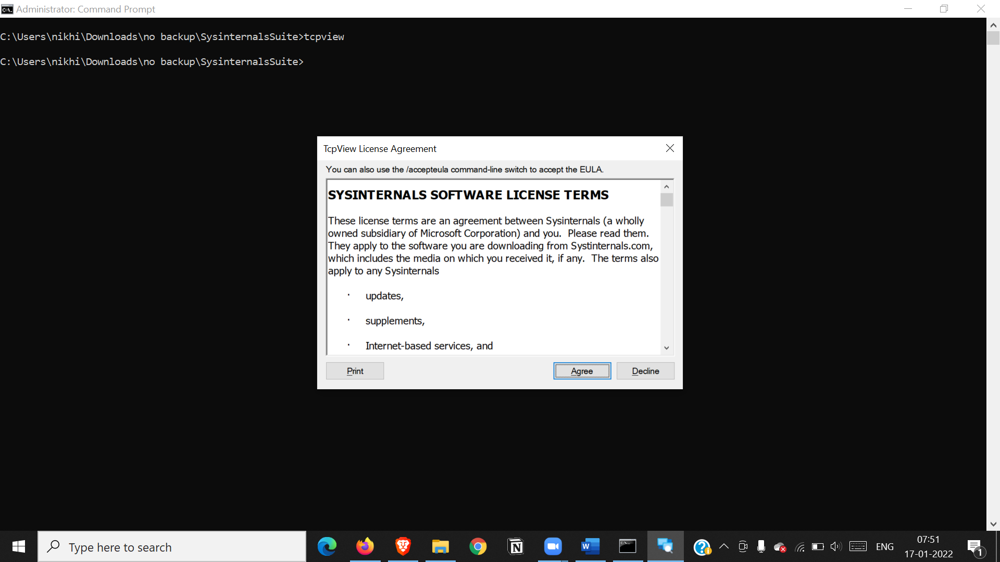 Administrator: Command Prompt
C:\Users\nikhi\Downloads\no backup\SysinternalsSuite>tcpview
C:\Users\nikhi\Downloads\no backup\SysinternalsSuite>
TcpView License Agreement
You can also use the /accepteula command-line switch to accept the EULA.
SYSINTERNALS SOFTWARE LICENSE TERMS
These license terms are an agreement between Sysinternals (a wholly
owned subsidiary of Microsoft Corporation) and you.  Please read them.
They apply to the software you are downloading from Systinternals.com,
which includes the media on which you received it, if any.  The terms also
apply to any Sysinternals
· updates,
· supplements,
· Internet-based services, and
Print
Agree
Decline
Type here to search
ENG
07:51
17-01-2022
1